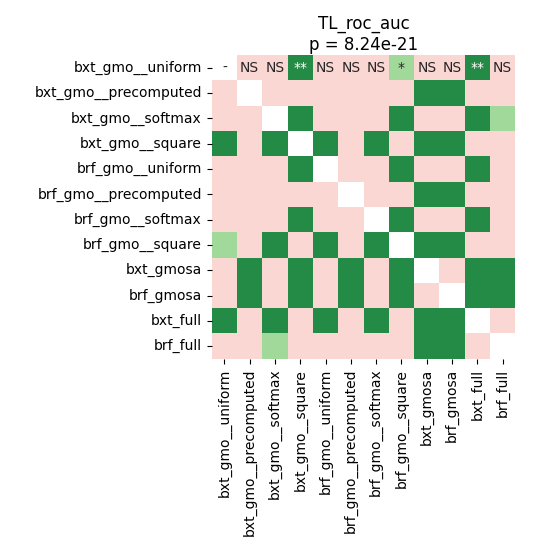 TL_roc_auc
p = 8.24e-21
bxt_gmo__uniform - NS NS ** NS NS NS * NS NS ** NS
bxt_gmo__precomputed
bxt_gmo__softmax
bxt_gmo__square
brf_gmo__uniform
brf_gmo__precomputed
brf_gmo__softmax
brf_gmo__square
bxt_gmosa
brf_gmosa
bxt_full
brf_full
bxt_gmo__uniform
bxt_gmo__precomputed
bxt_gmo__softmax
bxt_gmo__square
brf_gmo__uniform
brf_gmo__precomputed
brf_gmo__softmax
brf_gmo__square
bxt_gmosa
brf_gmosa
bxt_full
brf_full